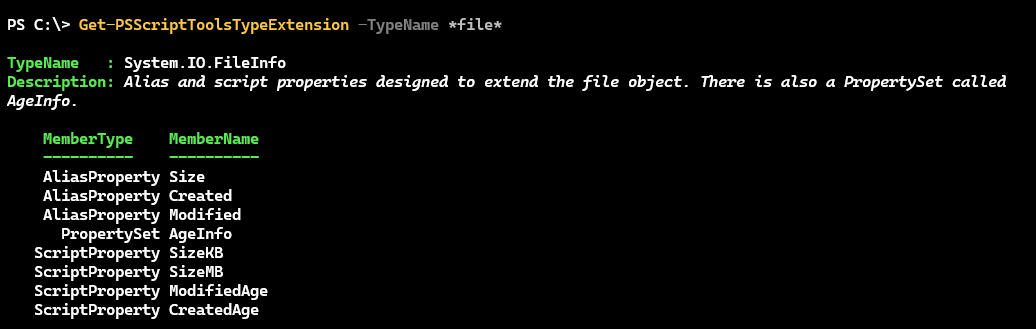 PS C:\> Get-PSScriptToolsTypeExtension -TypeName *file*
TypeName   : System.IO.FileInfo
Description: Alias and script properties designed to extend the file object. There is also a PropertySet called
AgeInfo.
    MemberType    MemberName
    ----------    ----------
    AliasProperty Size
    AliasProperty Created
    AliasProperty Modified
      PropertySet AgeInfo
   ScriptProperty SizeKB
   ScriptProperty SizeMB
   ScriptProperty ModifiedAge
   ScriptProperty CreatedAge